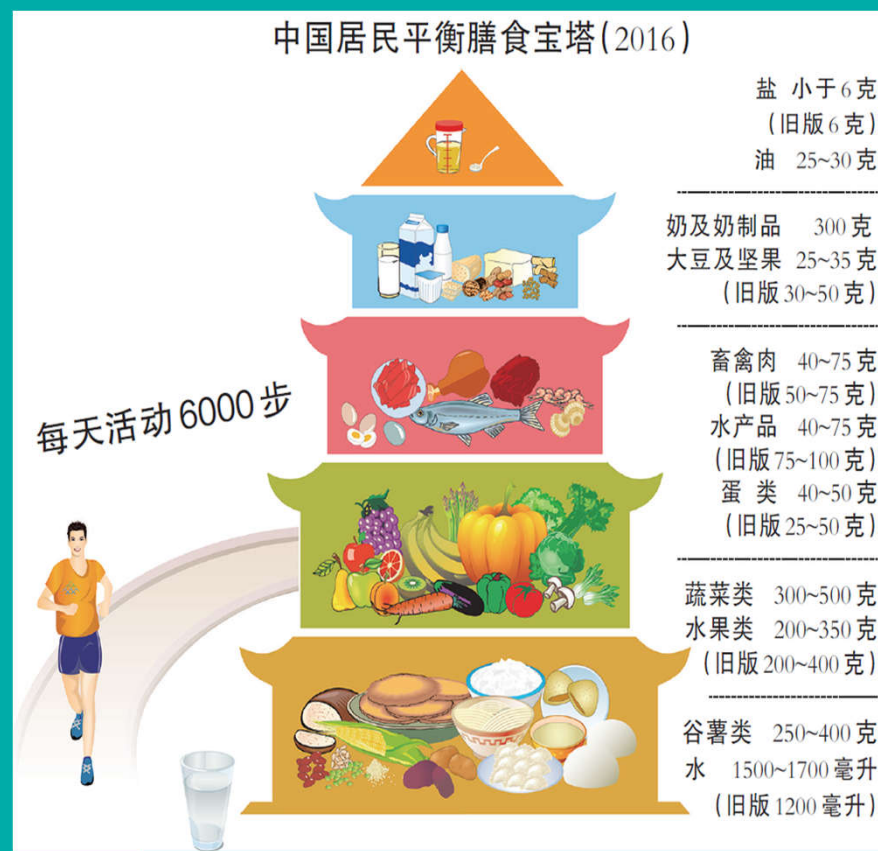 中国居民平衡膳食宝塔(2016)
盐 小于6克
(旧版6克)
油 25~30克
奶及奶制品 300克
大豆及坚果 25~35克
(旧版30~50克)
畜禽肉 40~75克
(旧版50~75克)
水产品 40~75克
(旧版75~100克)
蛋类 40~50克
(旧版25~50克)
蔬菜类 300~500克
水果类 200~350克
(旧版200~400克)
谷薯类 250~400克
水 1500~1700毫升
(旧版1200毫升)
每天活动6000步